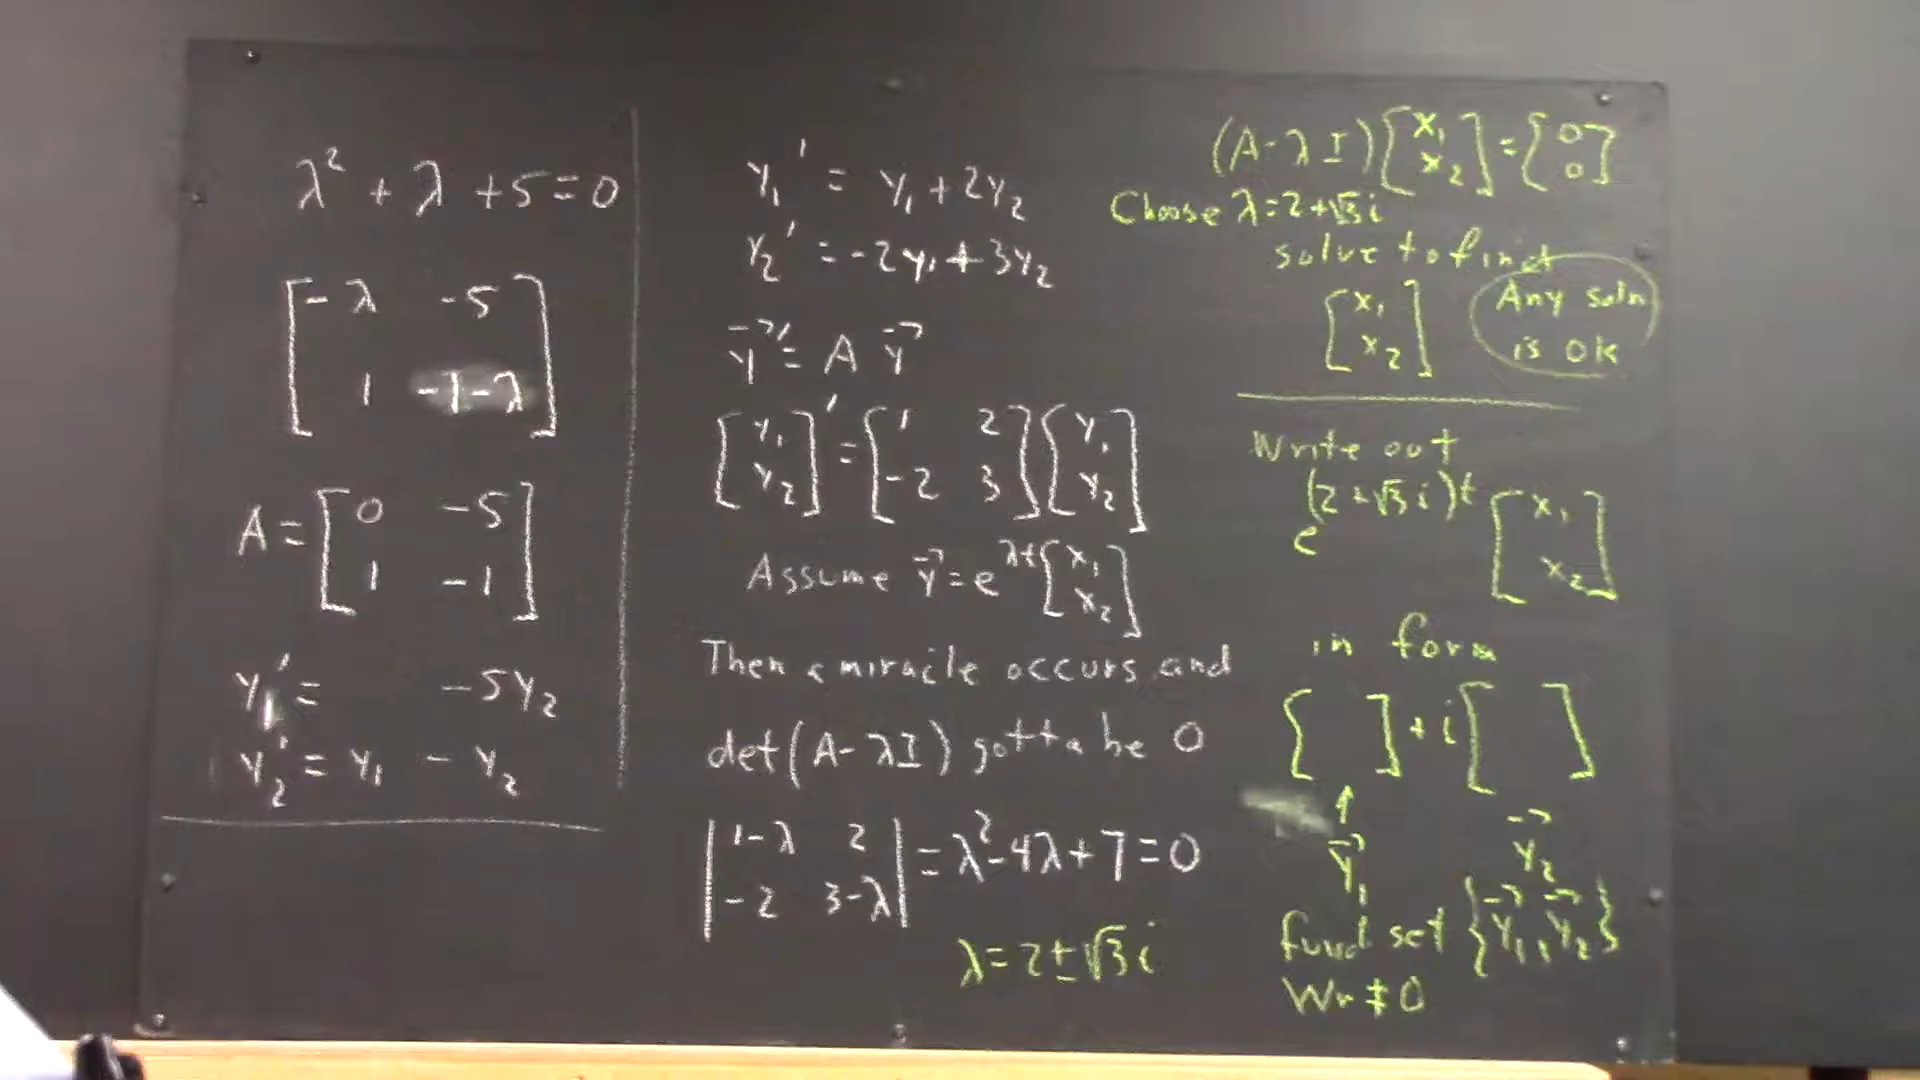 λ² + λ + 5 = 0
[ -λ -5 ]
[ 1 -1-λ ]
A = [ 0 -5 ]
[ 1 -1 ]
y₁' = -5y₂
y₂' = y₁ - y₂
y₁' = y₁ + 2y₂
y₂' = -2y₁ + 3y₂
y⃗' = A y⃗
[ y₁ ]' = [ 1 2 ] [ y₁ ]
[ y₂ ] [ -2 3 ] [ y₂ ]
Assume y⃗ = e^λt [ x₁ ]
[ x₂ ]
Then a miracle occurs and
det(A-λI) gotta be 0
| 1-λ 2 | = λ² - 4λ + 7 = 0
| -2 3-λ |
λ = 2 ± √3 i
(A-λI) [ x₁ ] = [ 0 ]
[ x₂ ] [ 0 ]
Choose λ = 2 + √3 i
solve to find
[ x₁ ] Any soln
[ x₂ ] is ok
Write out
e^(2 + √3 i)t [ x₁ ]
[ x₂ ]
in form
[ ] + i [ ]
↑
y⃗₁ y⃗₂
fund set { y⃗₁, y⃗₂ }
Wr ≠ 0